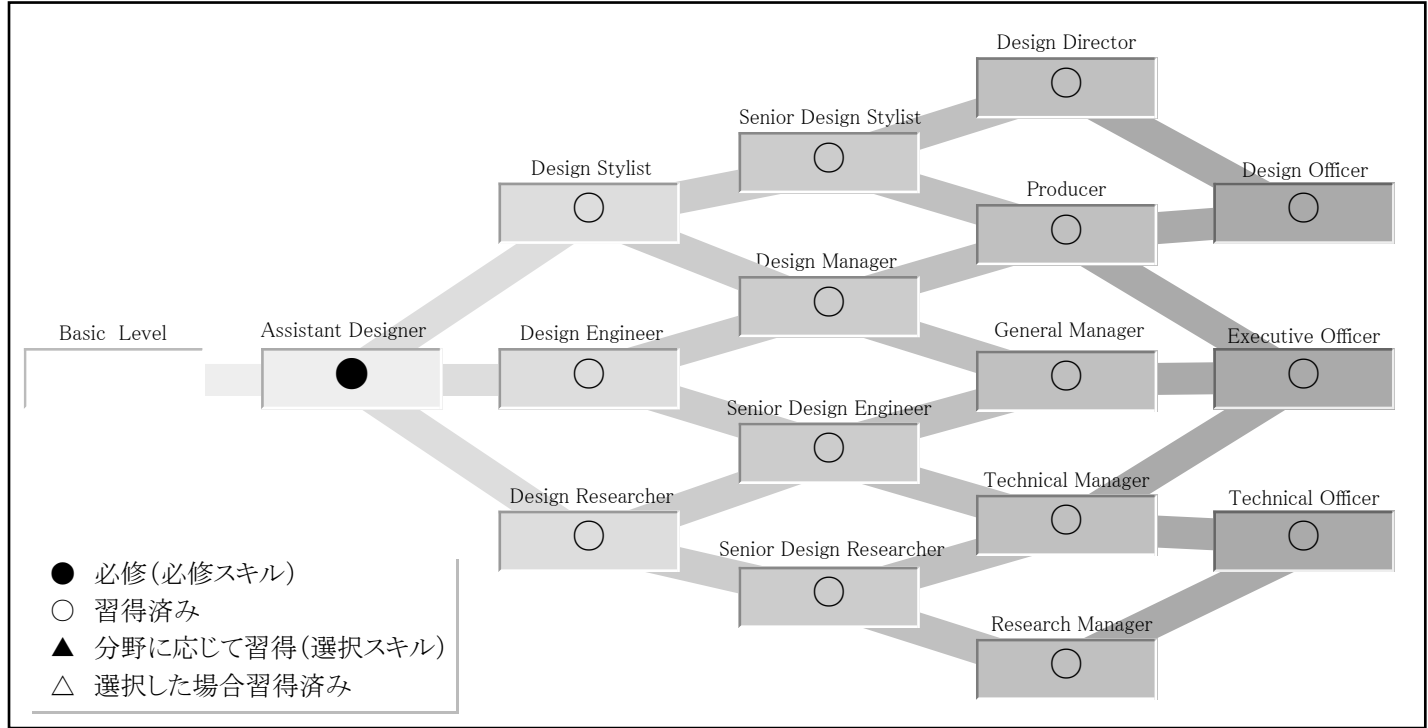 Design Director
Senior Design Stylist
Design Stylist
Producer
Design Officer
Design Manager
Basic Level
Assistant Designer
Design Engineer
General Manager
Executive Officer
Senior Design Engineer
Design Researcher
Technical Manager
Technical Officer
Senior Design Researcher
Research Manager
● 必修(必修スキル)
○ 習得済み
▲ 分野に応じて習得(選択スキル)
△ 選択した場合習得済み